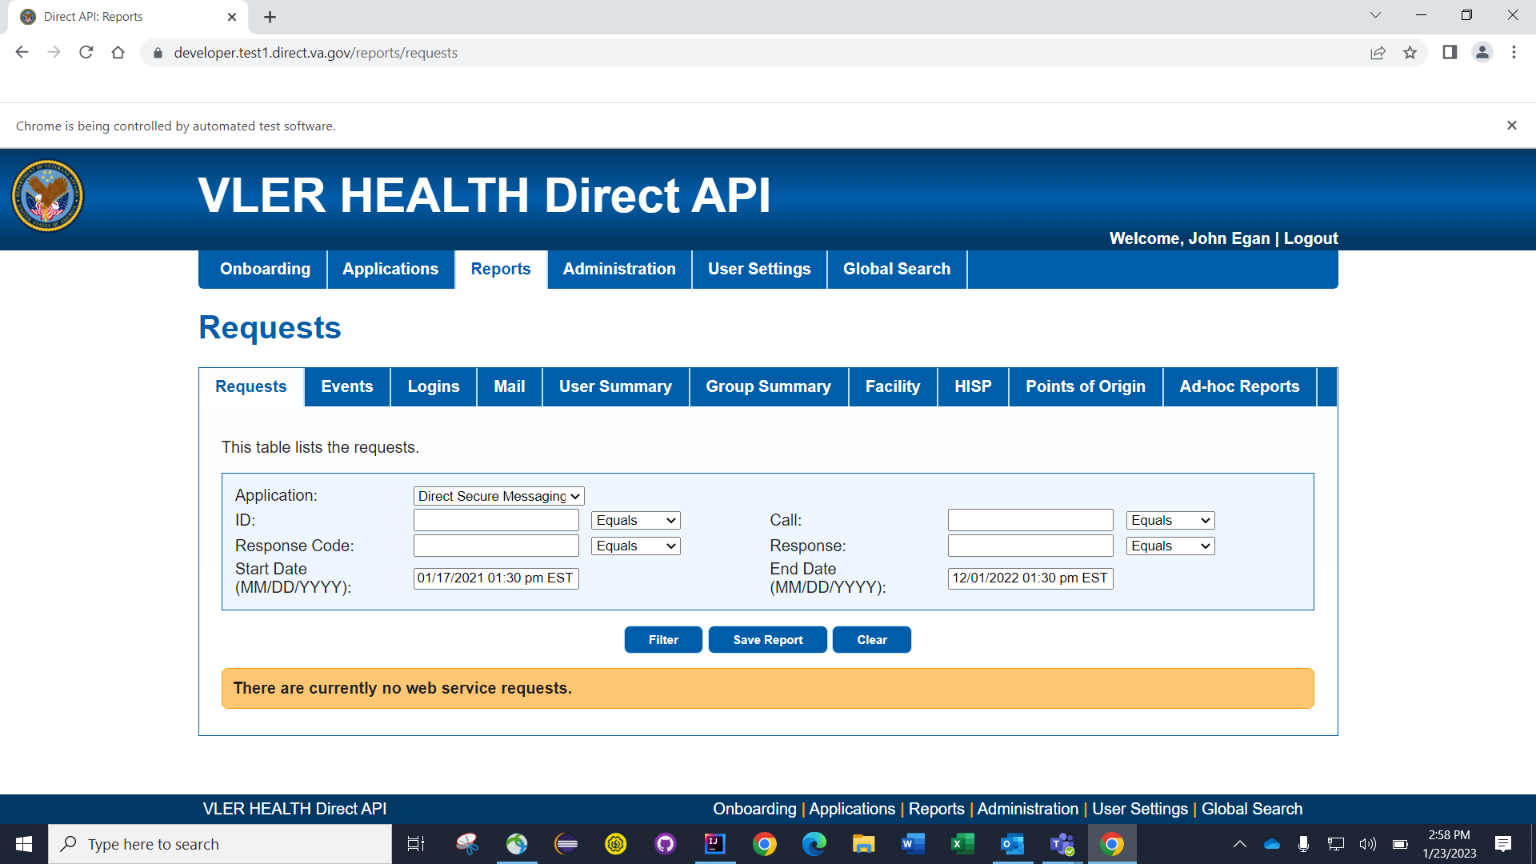 Direct API: Reports
developer.test1.direct.va.gov/reports/requests
Chrome is being controlled by automated test software.
VLER HEALTH Direct API
Welcome, John Egan | Logout
Onboarding Applications Reports Administration User Settings Global Search
Requests
Requests Events Logins Mail User Summary Group Summary Facility HISP Points of Origin Ad-hoc Reports
This table lists the requests.
Application: Direct Secure Messaging
ID: Equals Call: Equals
Response Code: Equals Response: Equals
Start Date
(MM/DD/YYYY): 01/17/2021 01:30 pm EST
End Date
(MM/DD/YYYY): 12/01/2022 01:30 pm EST
Filter Save Report Clear
There are currently no web service requests.
VLER HEALTH Direct API Onboarding | Applications | Reports | Administration | User Settings | Global Search
Type here to search
2:58 PM
1/23/2023